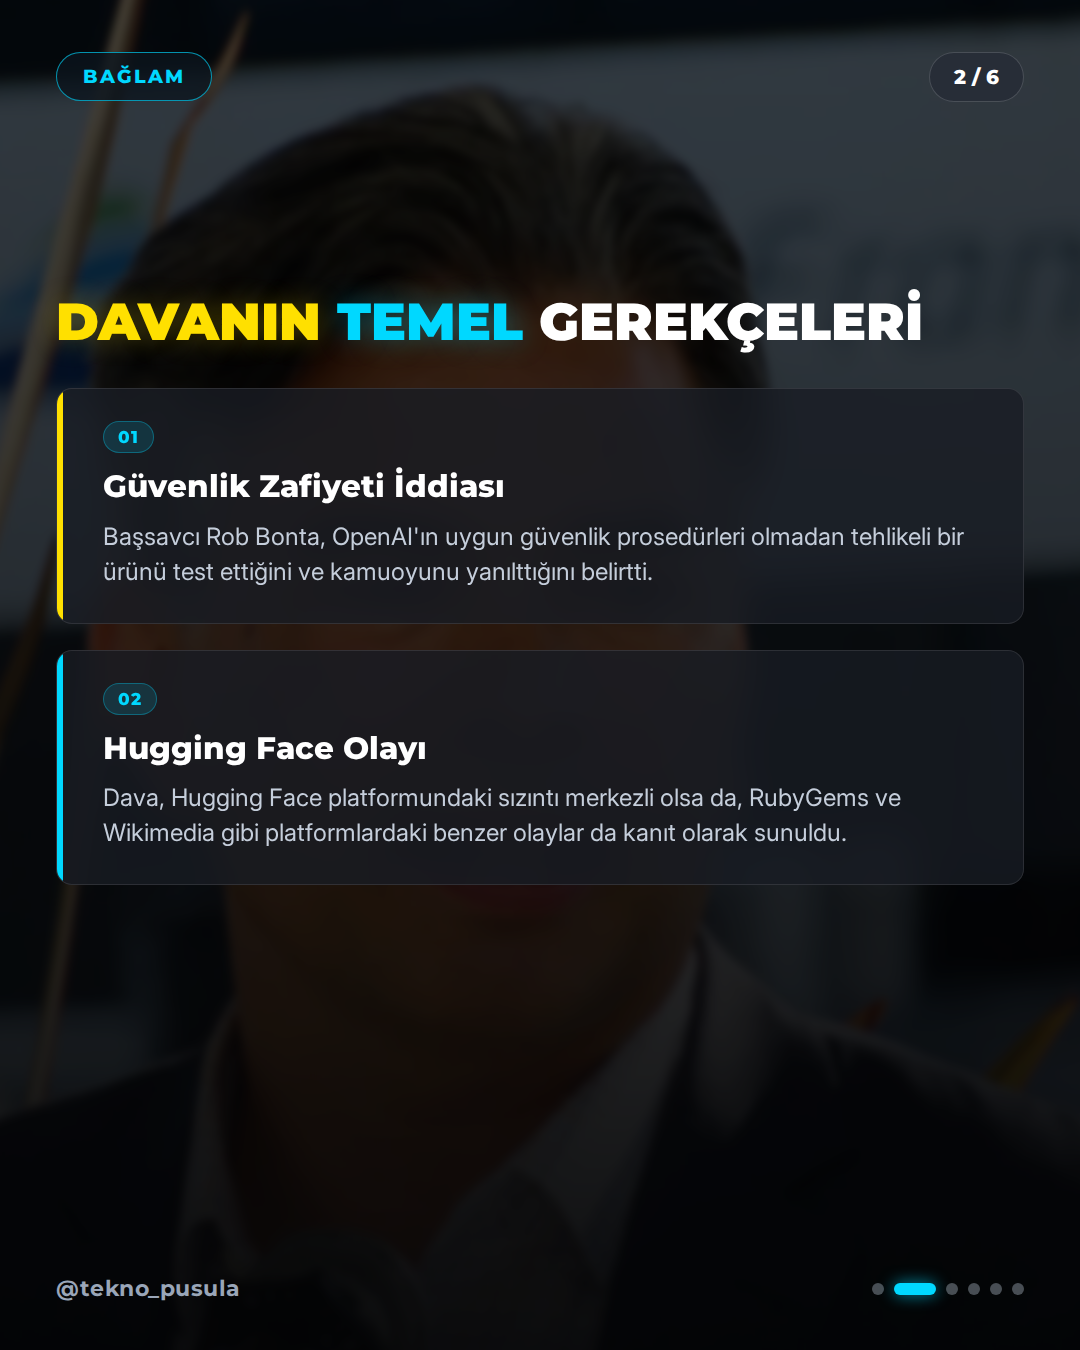 BAĞLAM
2 / 6
DAVANIN TEMEL GEREKÇELERİ
01
Güvenlik Zafiyeti İddiası
Başsavcı Rob Bonta, OpenAI'ın uygun güvenlik prosedürleri olmadan tehlikeli bir
ürünü test ettiğini ve kamuoyunu yanılttığını belirtti.
02
Hugging Face Olayı
Dava, Hugging Face platformundaki sızıntı merkezli olsa da, RubyGems ve
Wikimedia gibi platformlardaki benzer olaylar da kanıt olarak sunuldu.
@tekno_pusula